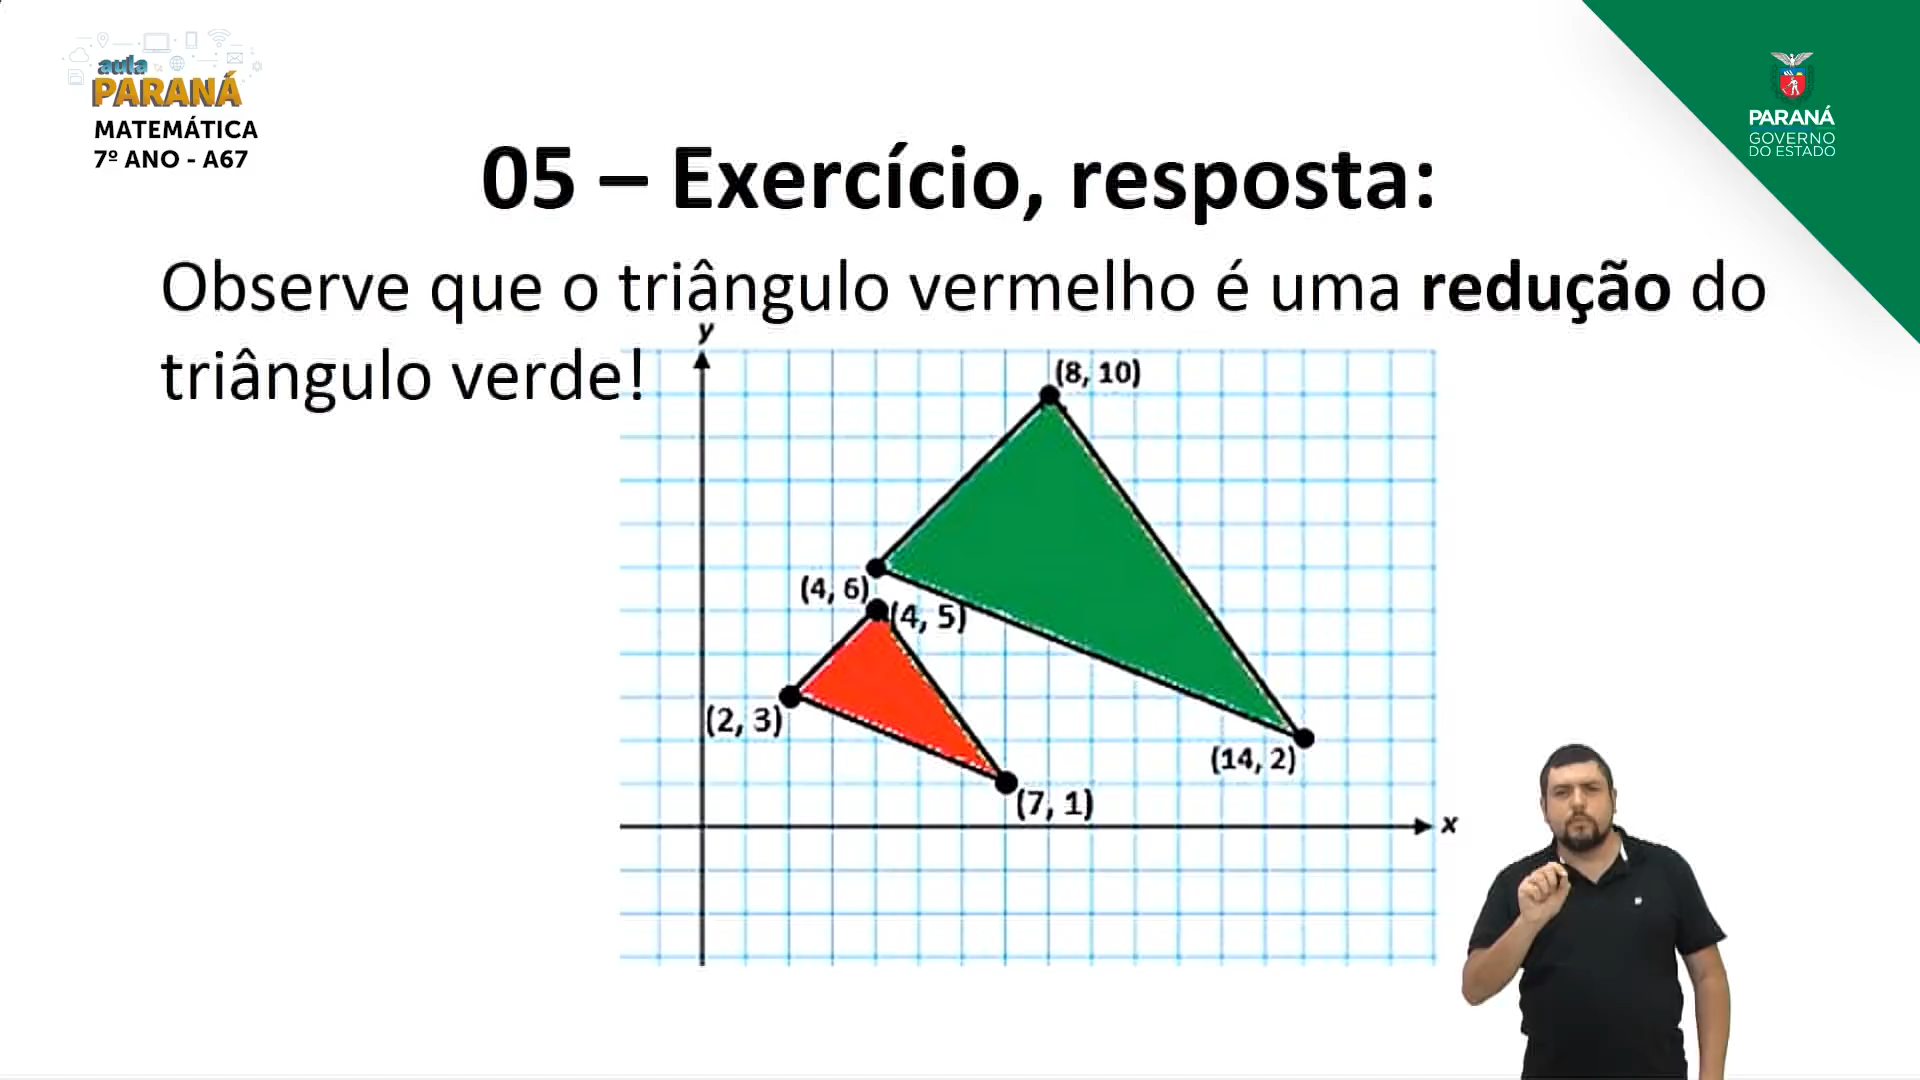 aula
PARANÁ
MATEMÁTICA
7º ANO - A67
PARANÁ
GOVERNO
DO ESTADO
05 – Exercício, resposta:
Observe que o triângulo vermelho é uma redução do
triângulo verde!
y
(8, 10)
(4, 6)
(4, 5)
(2, 3)
(14, 2)
(7, 1)
x